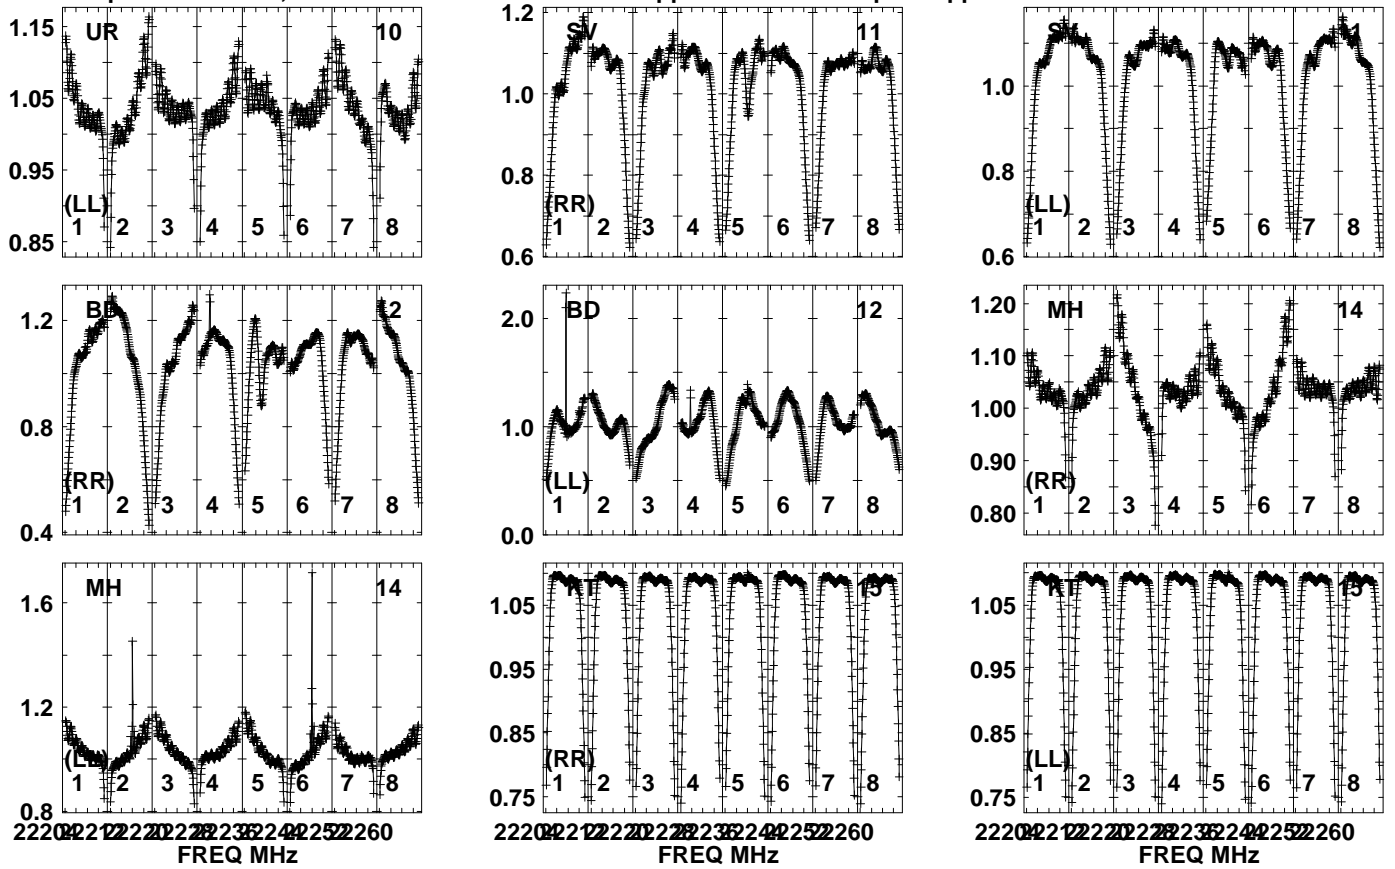 1.15 UR 10
1.05
0.95
(LL)
0.85 1 2 3 4 5 6 7 8
1.2 SV 11
1.0
0.8
(RR)
0.6 1 2 3 4 5 6 7 8
SV
1.0
0.8
(LL)
0.6 1 2 3 4 5 6 7 8
1.2 BD 12
0.8
(RR)
0.4 1 2 3 4 5 6 7 8
2.0 BD 12
1.0
(LL)
0.0 1 2 3 4 5 6 7 8
1.20 MH 14
1.10
1.00
0.90
(RR)
0.80 1 2 3 4 5 6 7 8
MH 14
1.6
1.2
(LL)
0.8 1 2 3 4 5 6 7 8
FREQ MHz
KT 15
1.05
0.95
0.85
(RR)
0.75 1 2 3 4 5 6 7 8
FREQ MHz
KT 15
1.05
0.95
0.85
(LL)
0.75 1 2 3 4 5 6 7 8
FREQ MHz